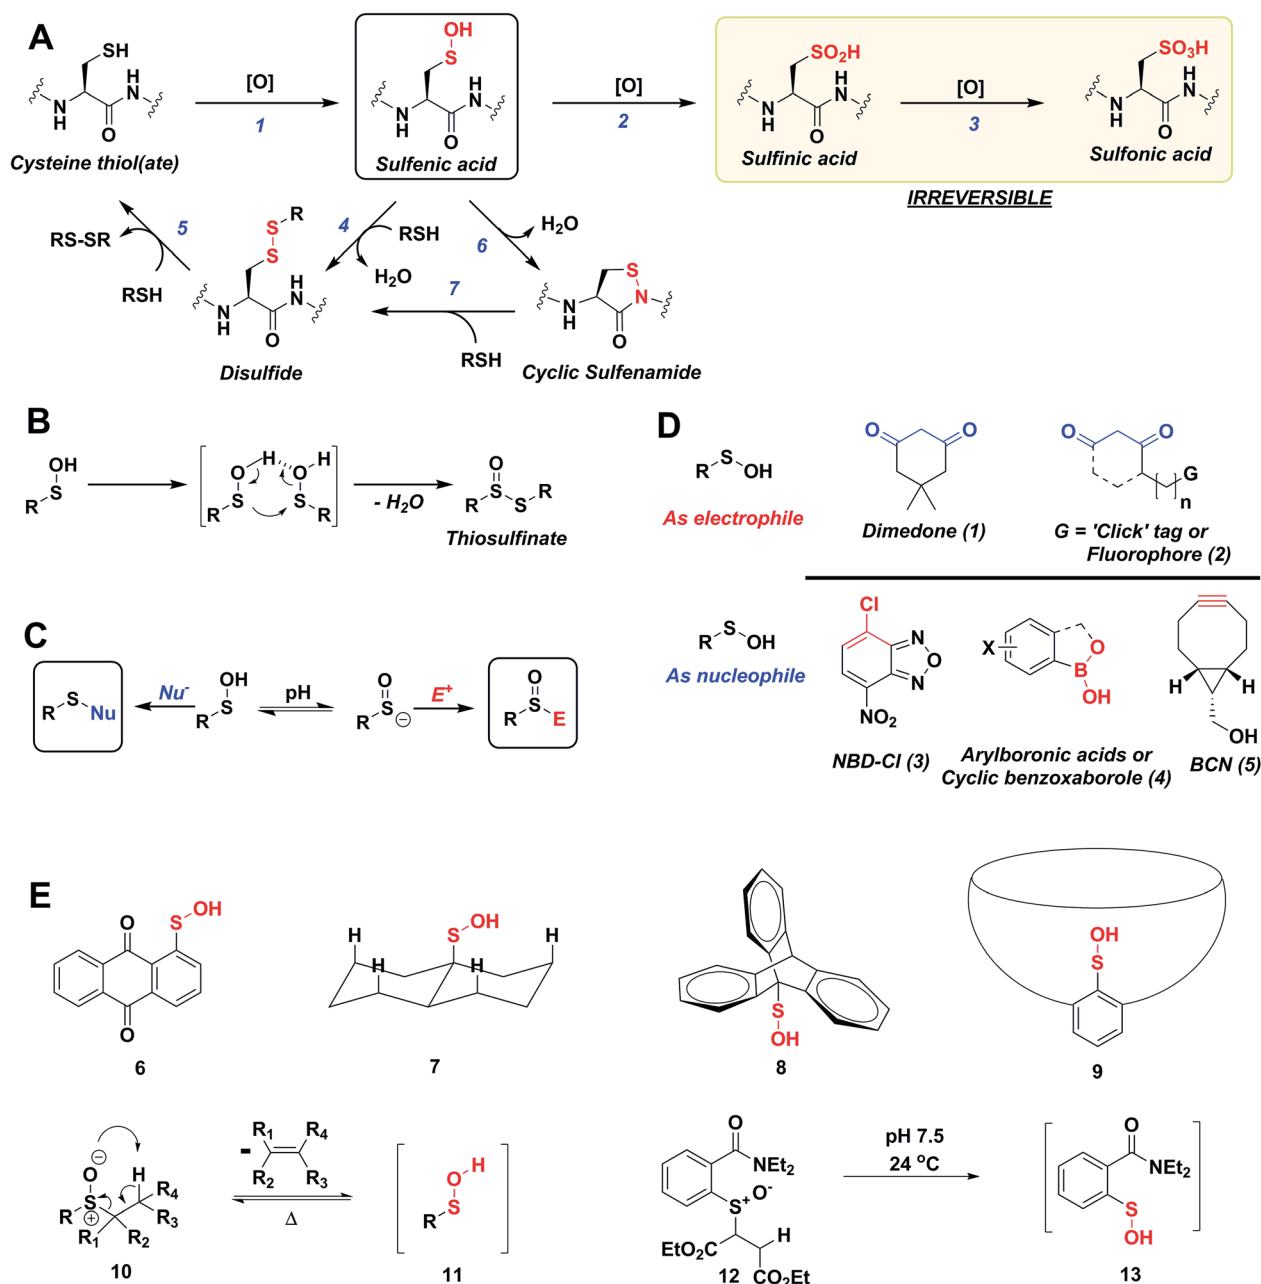 A
SH
H
N
N
H
O
Cysteine thiol(ate)
[O]
1
OH
S
H
N
N
H
O
Sulfenic acid
[O]
2
SO2H
H
N
N
H
O
Sulfinic acid
[O]
3
SO3H
H
N
N
H
O
Sulfonic acid
IRREVERSIBLE
RS-SR
5
RSH
R
S
S
H
N
N
H
O
Disulfide
4
RSH
H2O
6
H2O
7
RSH
S
N
N
H
O
Cyclic Sulfenamide
B
OH
S
R
O H O H
S S
R R
- H2O
O
S S
R R
Thiosulfinate
C
R S Nu
Nu-
OH
S
R
pH
O
S
R
E+
O
S
R E
D
R S OH
As electrophile
O O
Dimedone (1)
O O
G
n
G = 'Click' tag or
Fluorophore (2)
R S OH
As nucleophile
Cl
N
O
N
NO2
NBD-Cl (3)
X
O
B
OH
Arylboronic acids or
Cyclic benzoxaborole (4)
H H
OH
BCN (5)
E
O S OH
O
6
H H S OH H H
7
S
OH
8
OH
S
9
⊖
O H
R S R4
⊕ R3
R1 R2
10
- R1 R4
R2 R3
Δ
O H
S
R
11
O
NEt2
S+ O-
H
EtO2C
CO2Et
12
pH 7.5
24 °C
O
NEt2
S
OH
13